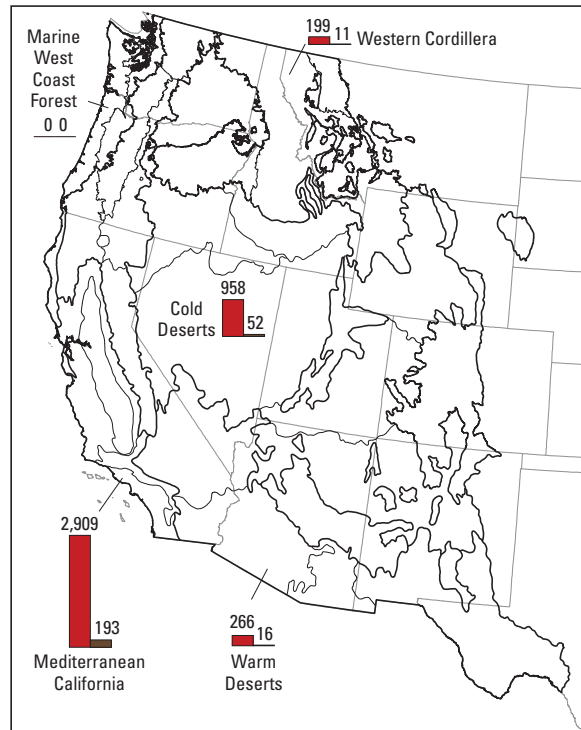 199
11
Western Cordillera
Marine
West
Coast
Forest
0 0
958
Cold
Deserts
52
2,909
193
Mediterranean
California
266
16
Warm
Deserts